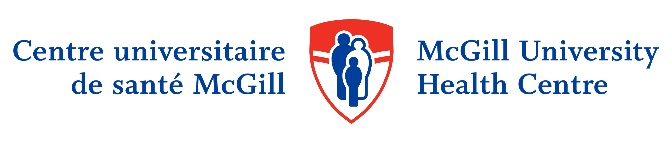 Centre universitaire
de santé McGill
McGill University
Health Centre